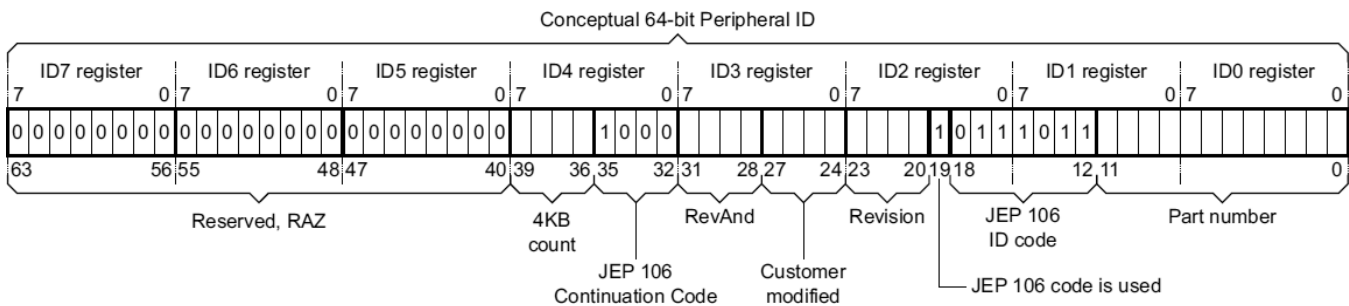 Conceptual 64-bit Peripheral ID
ID7 register ID6 register ID5 register ID4 register ID3 register ID2 register ID1 register ID0 register
7 0 7 0 7 0 7 0 7 0 7 0 7 0 7 0
0 0 0 0 0 0 0 0 0 0 0 0 0 0 0 0 0 0 0 0 0 0 0 0 1 0 0 0 1 0 1 1 1 0 1 1
63 56 55 48 47 40 39 36 35 32 31 28 27 24 23 20 19 18 12 11 0
Reserved, RAZ
4KB
count
JEP 106
Continuation Code
RevAnd
Customer
modified
Revision
JEP 106 code is used
JEP 106
ID code
Part number